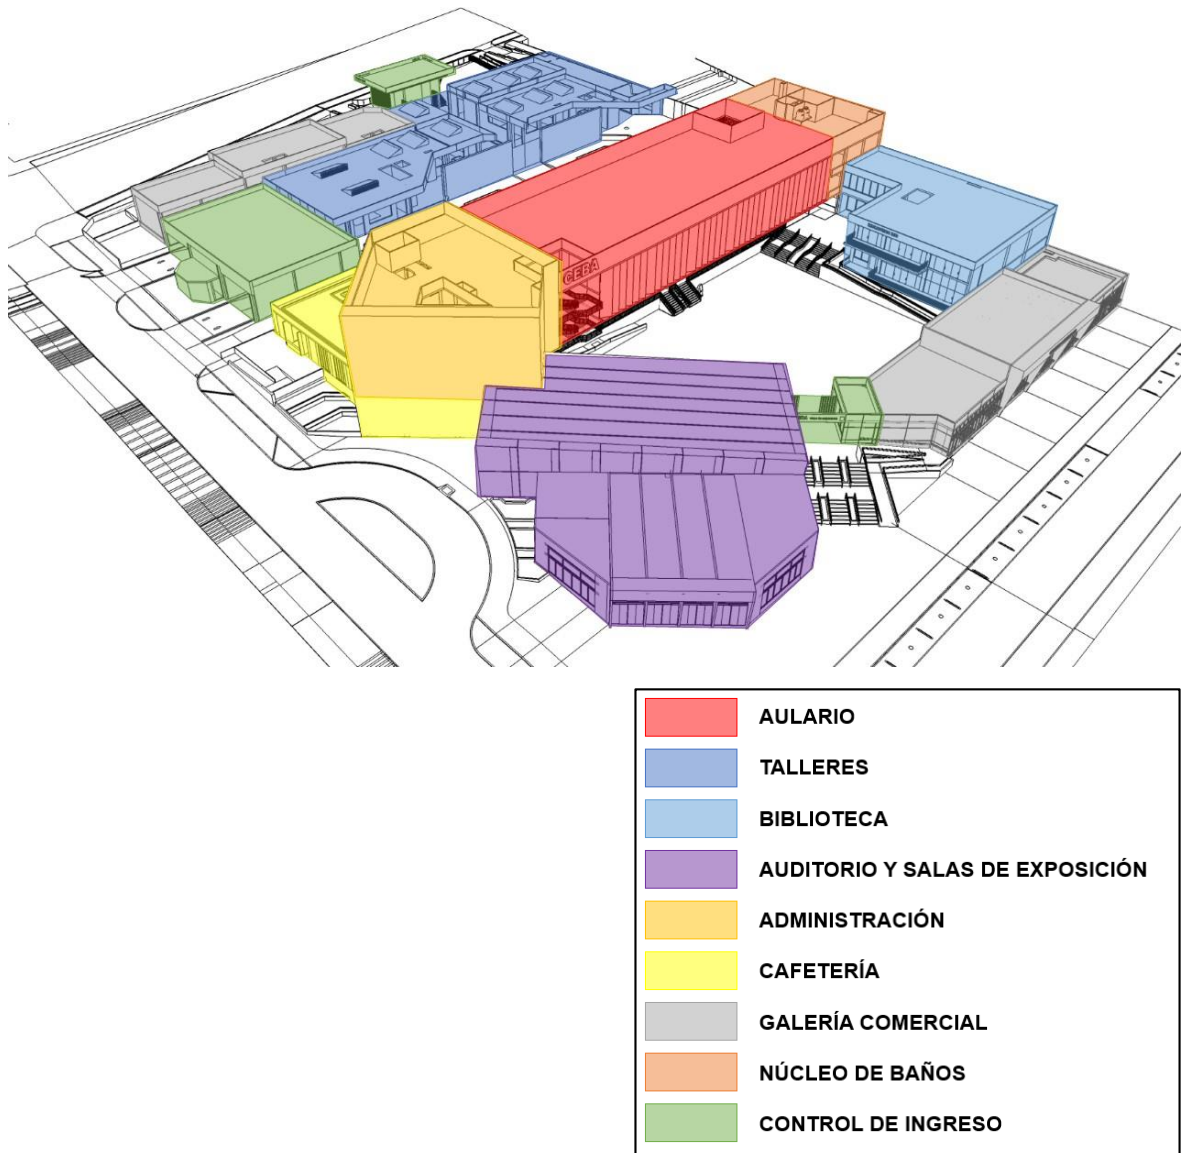 CEBA
AULARIO
TALLERES
BIBLIOTECA
AUDITORIO Y SALAS DE EXPOSICIÓN
ADMINISTRACIÓN
CAFETERÍA
GALERÍA COMERCIAL
NÚCLEO DE BAÑOS
CONTROL DE INGRESO